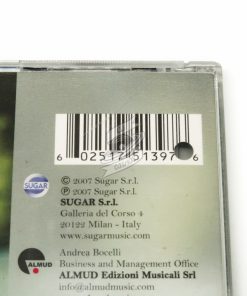 6 02517 51397 6
© 2007 Sugar S.r.l.
℗ 2007 Sugar S.r.l.
SUGAR S.r.l.
Galleria del Corso 4
20122 Milan - Italy
www.sugarmusic.com
SUGAR
Andrea Bocelli
Business and Management Office
ALMUD Edizioni Musicali Srl
info@almudmusic.com
ALMUD